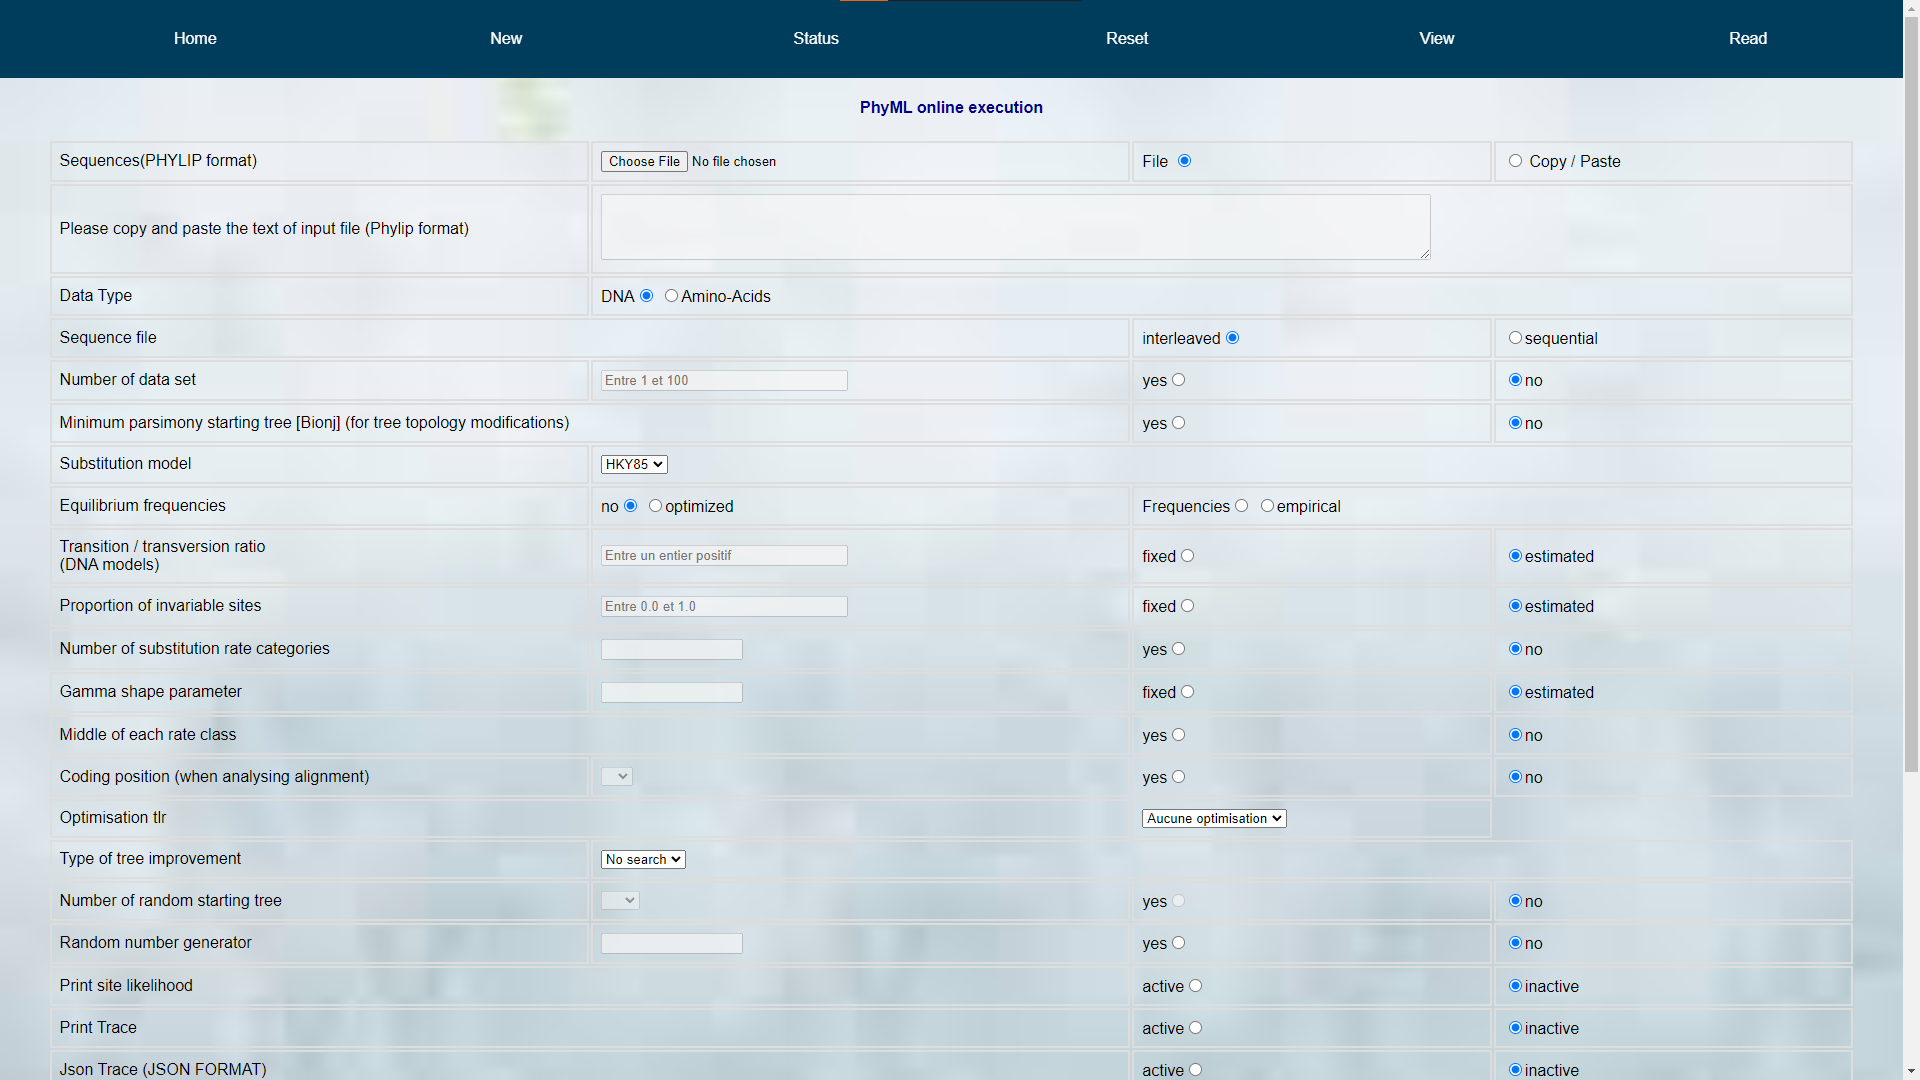 Home New Status Reset View Read
PhyML online execution
Sequences(PHYLIP format) Choose File No file chosen File Copy / Paste
Please copy and paste the text of input file (Phylip format)
Data Type DNA Amino-Acids
Sequence file interleaved sequential
Number of data set Entre 1 et 100 yes no
Minimum parsimony starting tree [Bionj] (for tree topology modifications) yes no
Substitution model HKY85
Equilibrium frequencies no optimized Frequencies empirical
Transition / transversion ratio
(DNA models) Entre un entier positif fixed estimated
Proportion of invariable sites Entre 0.0 et 1.0 fixed estimated
Number of substitution rate categories yes no
Gamma shape parameter fixed estimated
Middle of each rate class yes no
Coding position (when analysing alignment) yes no
Optimisation tlr Aucune optimisation
Type of tree improvement No search
Number of random starting tree yes no
Random number generator yes no
Print site likelihood active inactive
Print Trace active inactive
Json Trace (JSON FORMAT) active inactive